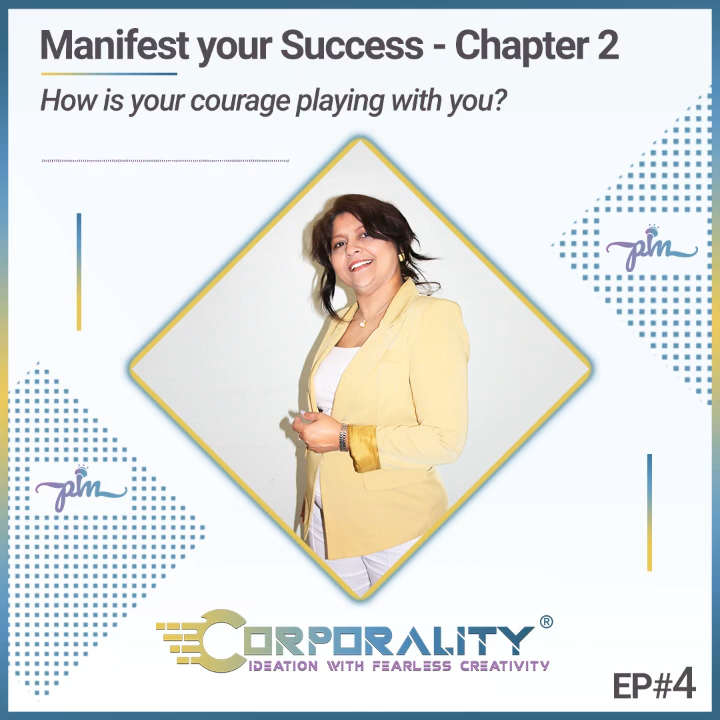 Manifest your Success - Chapter 2
How is your courage playing with you?
pim
pim
CORPORALITY®
IDEATION WITH FEARLESS CREATIVITY
EP#4